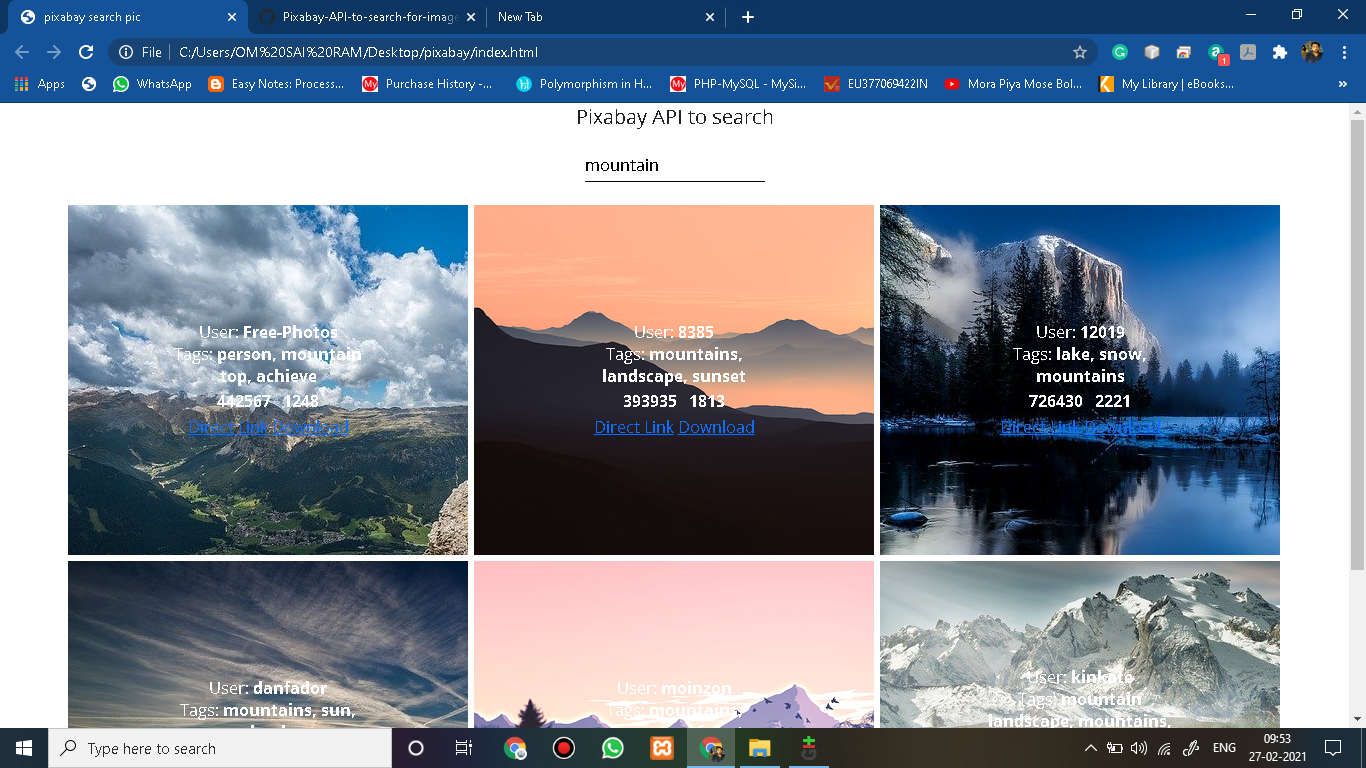 pixabay search pic
Pixabay-API-to-search-for-image
New Tab
File
C:/Users/OM%20SAI%20RAM/Desktop/pixabay/index.html
1
Apps
WhatsApp
Easy Notes: Process...
Purchase History -...
Polymorphism in H...
PHP-MySQL - MySi...
EU377069422IN
Mora Piya Mose Bol...
My Library | eBooks...
»
Pixabay API to search
mountain
User: Free-Photos
Tags: person, mountain
top, achieve
442567 1248
Direct Link Download
User: 8385
Tags: mountains,
landscape, sunset
393935 1813
Direct Link Download
User: 12019
Tags: lake, snow,
mountains
726430 2221
Direct Link Download
User: danfador
Tags: mountains, sun,
User: moinzon
Tags: mountains,
User: kinkate
Tags: mountain
landscape, mountains,
Type here to search
ENG
09:53
27-02-2021